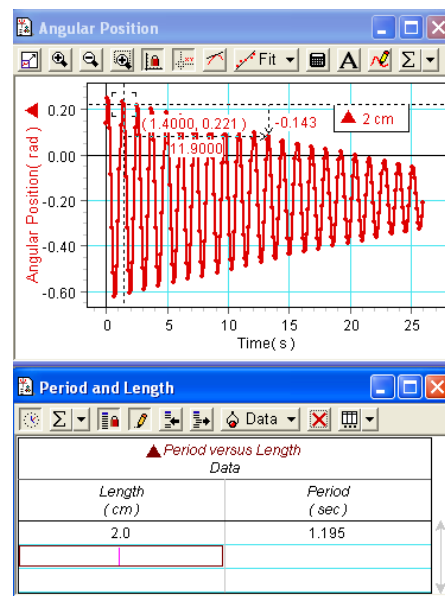 Angular Position
Fit A Σ
0.20
0.00
-0.20
-0.40
-0.60
Angular Position( rad )
(1.4000, 0.221 )
-0.143
11.9000
2 cm
0 5 10 15 20 25
Time( s )
Period and Length
Σ Data
Period versus Length
Data
Length
( cm )
Period
( sec )
2.0 1.195